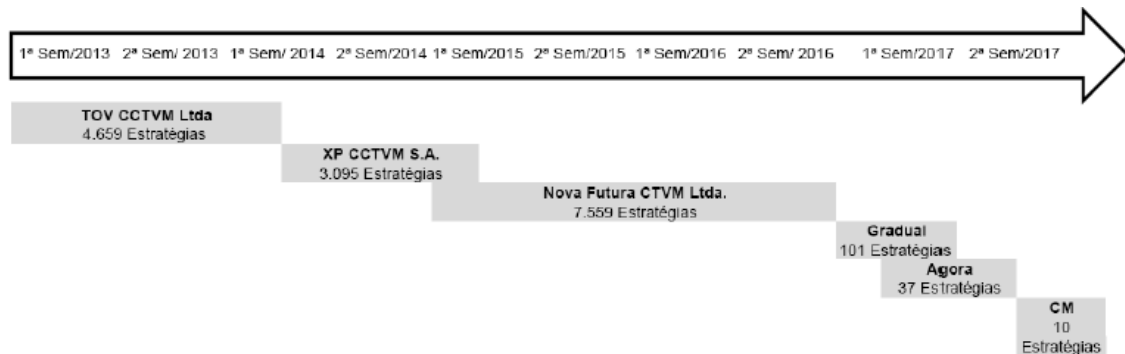 1ª Sem/2013 2ª Sem/ 2013 1ª Sem/ 2014 2ª Sem/2014 1ª Sem/2015 2ª Sem/2015 1ª Sem/2016 2ª Sem/ 2016 1ª Sem/2017 2ª Sem/2017
TOV CCTVM Ltda
4.659 Estratégias
XP CCTVM S.A.
3.095 Estratégias
Nova Futura CTVM Ltda.
7.559 Estratégias
Gradual
101 Estratégias
Agora
37 Estratégias
CM
10
Estratégias